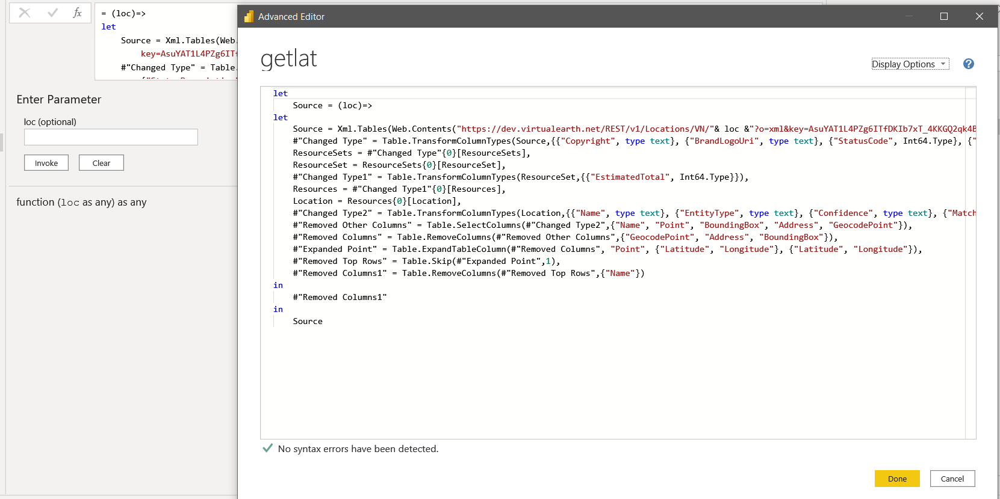 fx
= (loc)=>
let
Source = Xml.Tables(Web.
key=AsuYAT1L4PZg6IT
#"Changed Type" = Table.
Enter Parameter
loc (optional)
Invoke
Clear
function (loc as any) as any
Advanced Editor
getlat
Display Options
?
let
Source = (loc)=>
let
Source = Xml.Tables(Web.Contents("https://dev.virtualearth.net/REST/v1/Locations/VN/"& loc &"?o=xml&key=AsuYAT1L4PZg6ITfDKIb7xT_4KKGQ2qk4B
#"Changed Type" = Table.TransformColumnTypes(Source,{{"Copyright", type text}, {"BrandLogoUri", type text}, {"StatusCode", Int64.Type}, {"
ResourceSets = #"Changed Type"{0}[ResourceSets],
ResourceSet = ResourceSets{0}[ResourceSet],
#"Changed Type1" = Table.TransformColumnTypes(ResourceSet,{{"EstimatedTotal", Int64.Type}}),
Resources = #"Changed Type1"{0}[Resources],
Location = Resources{0}[Location],
#"Changed Type2" = Table.TransformColumnTypes(Location,{{"Name", type text}, {"EntityType", type text}, {"Confidence", type text}, {"Match
#"Removed Other Columns" = Table.SelectColumns(#"Changed Type2",{"Name", "Point", "BoundingBox", "Address", "GeocodePoint"}),
#"Removed Columns" = Table.RemoveColumns(#"Removed Other Columns",{"GeocodePoint", "Address", "BoundingBox"}),
#"Expanded Point" = Table.ExpandTableColumn(#"Removed Columns", "Point", {"Latitude", "Longitude"}, {"Latitude", "Longitude"}),
#"Removed Top Rows" = Table.Skip(#"Expanded Point",1),
#"Removed Columns1" = Table.RemoveColumns(#"Removed Top Rows",{"Name"})
in
#"Removed Columns1"
in
Source
No syntax errors have been detected.
Done
Cancel